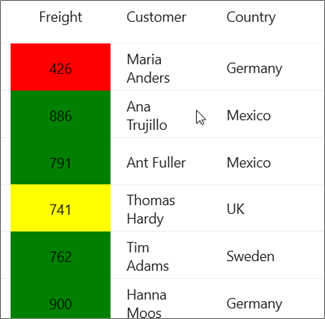 Freight Customer Country
426 Maria Anders Germany
886 Ana Trujillo Mexico
791 Ant Fuller Mexico
741 Thomas Hardy UK
762 Tim Adams Sweden
900 Hanna Moos Germany